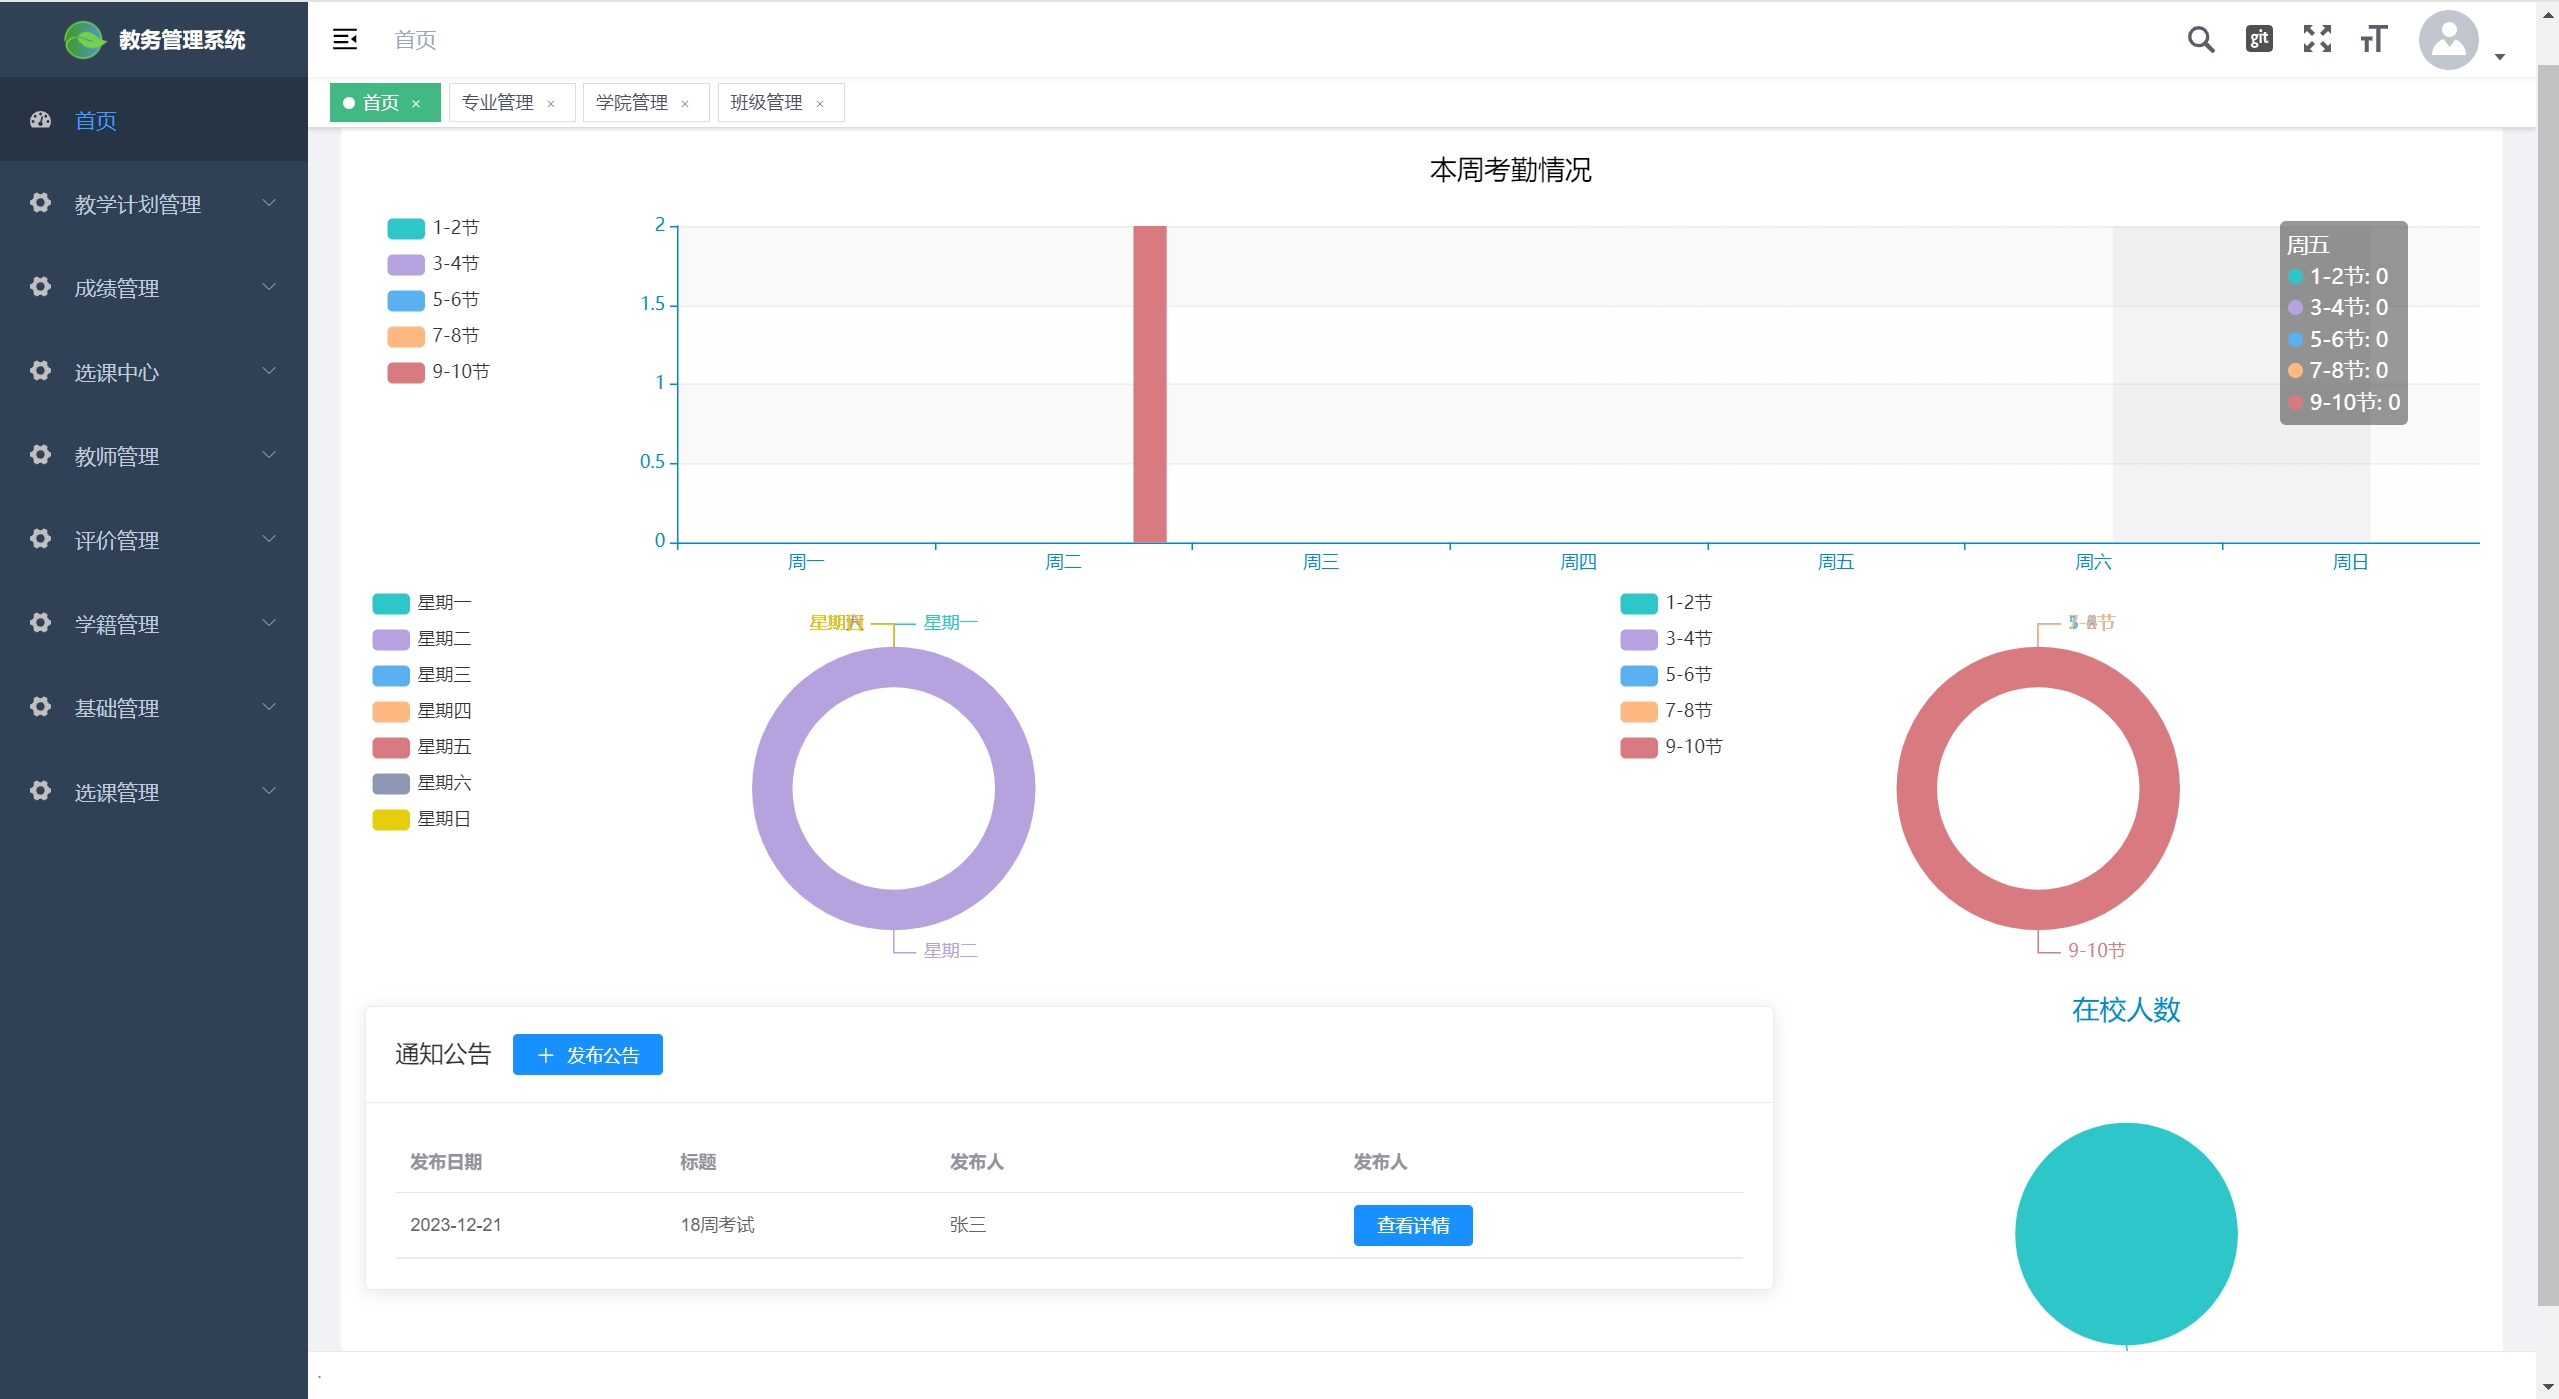 教务管理系统
首页
git
首页 × 专业管理 × 学院管理 × 班级管理 ×
首页
教学计划管理
成绩管理
选课中心
教师管理
评价管理
学籍管理
基础管理
选课管理
本周考勤情况
1-2节
3-4节
5-6节
7-8节
9-10节
2
1.5
1
0.5
0
周一 周二 周三 周四 周五 周六 周日
周五
1-2节: 0
3-4节: 0
5-6节: 0
7-8节: 0
9-10节: 0
星期一
星期二
星期三
星期四
星期五
星期六
星期日
星期一
星期二
1-2节
3-4节
5-6节
7-8节
9-10节
9-10节
通知公告 + 发布公告
发布日期 标题 发布人 发布人
2023-12-21 18周考试 张三 查看详情
在校人数